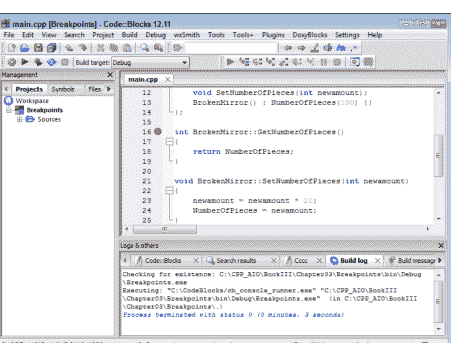 main.cpp [Breakpoints] - Code::Blocks 12.11
File Edit View Search Project Build Debug wxSmith Tools Tools+ Plugins DoxyBlocks Settings Help
Build target: Debug
Management
Projects Symbols Files
Workspace
Breakpoints
Sources
main.cpp
12 void SetNumberOfPieces(int newamount);
13 BrokenMirror() : NumberOfPieces(100) {}
14 };
15
16 int BrokenMirror::GetNumberOfPieces()
17 {
18 return NumberOfPieces;
19 }
20
21 void BrokenMirror::SetNumberOfPieces(int newamount)
22 {
23 newamount = newamount * 20;
24 NumberOfPieces = newamount;
25 }
Logs & others
Code::Blocks Search results Cccc Build log Build messages
Checking for existence: C:\CPP_AIO\BookIII\Chapter03\Breakpoints\bin\Debug
\Breakpoints.exe
Executing: "C:\CodeBlocks/cb_console_runner.exe" "C:\CPP_AIO\BookIII
\Chapter03\Breakpoints\bin\Debug\Breakpoints.exe" (in C:\CPP_AIO\BookIII
\Chapter03\Breakpoints\.)
Process terminated with status 0 (0 minutes, 3 seconds)